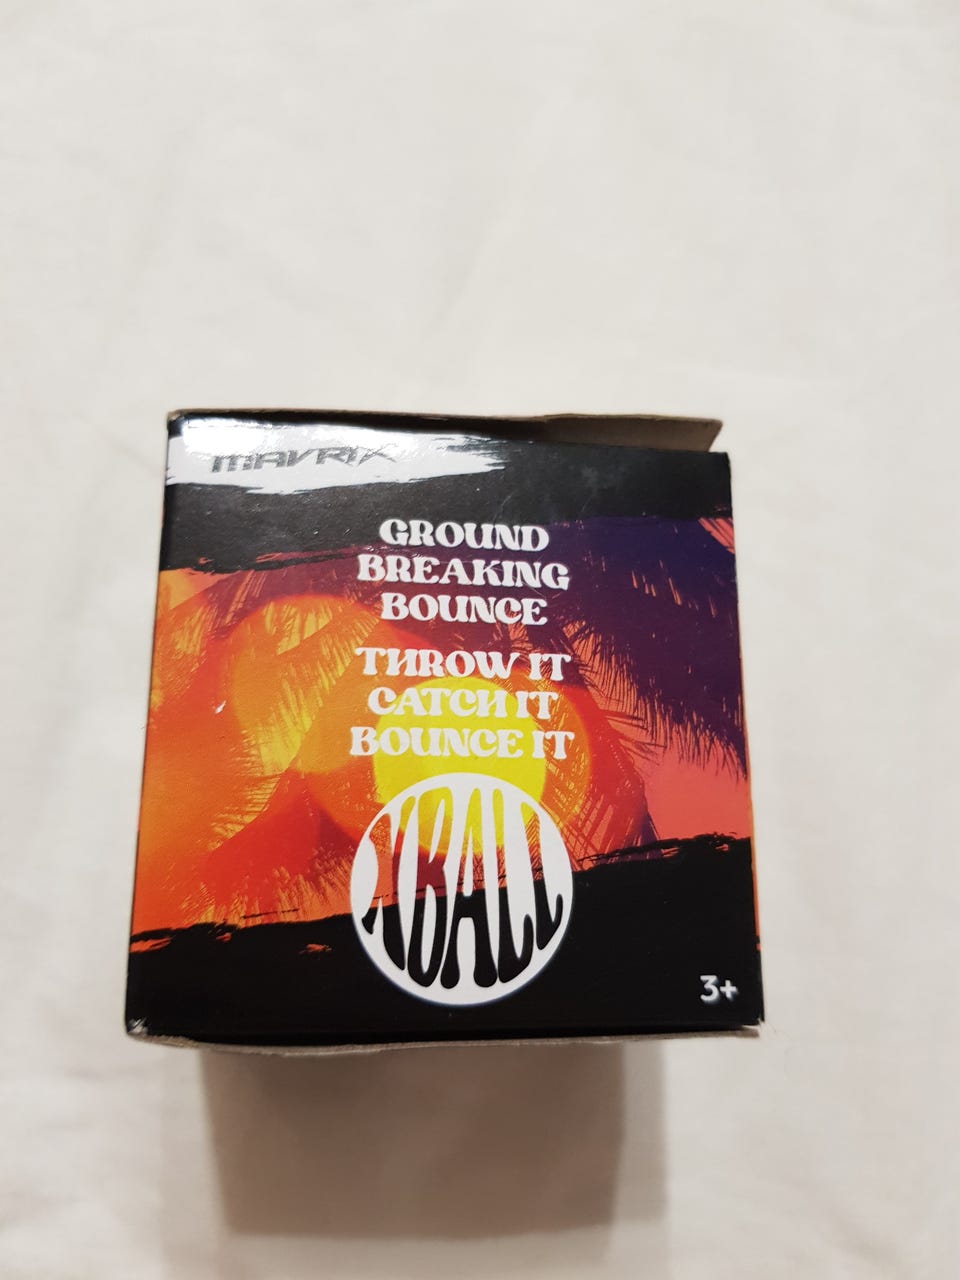 MAVRIX
GROUND
BREAKING
BOUNCE
THROW IT
CATCH IT
BOUNCE IT
XBALL
3+